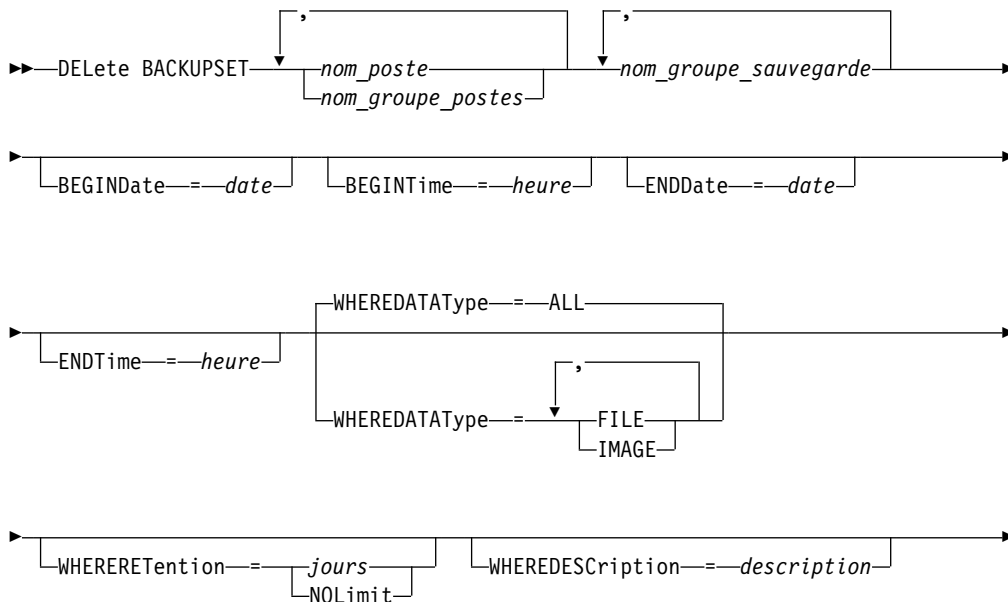 ,
,
DELete BACKUPSET nom_poste nom_groupe_sauvegarde
nom_groupe_postes
BEGINDate = date BEGINTime = heure ENDDate = date
WHEREDATAType = ALL
ENDTime = heure
,
WHEREDATAType = FILE
IMAGE
WHERERETention = jours WHEREDESCription = description
NOLimit